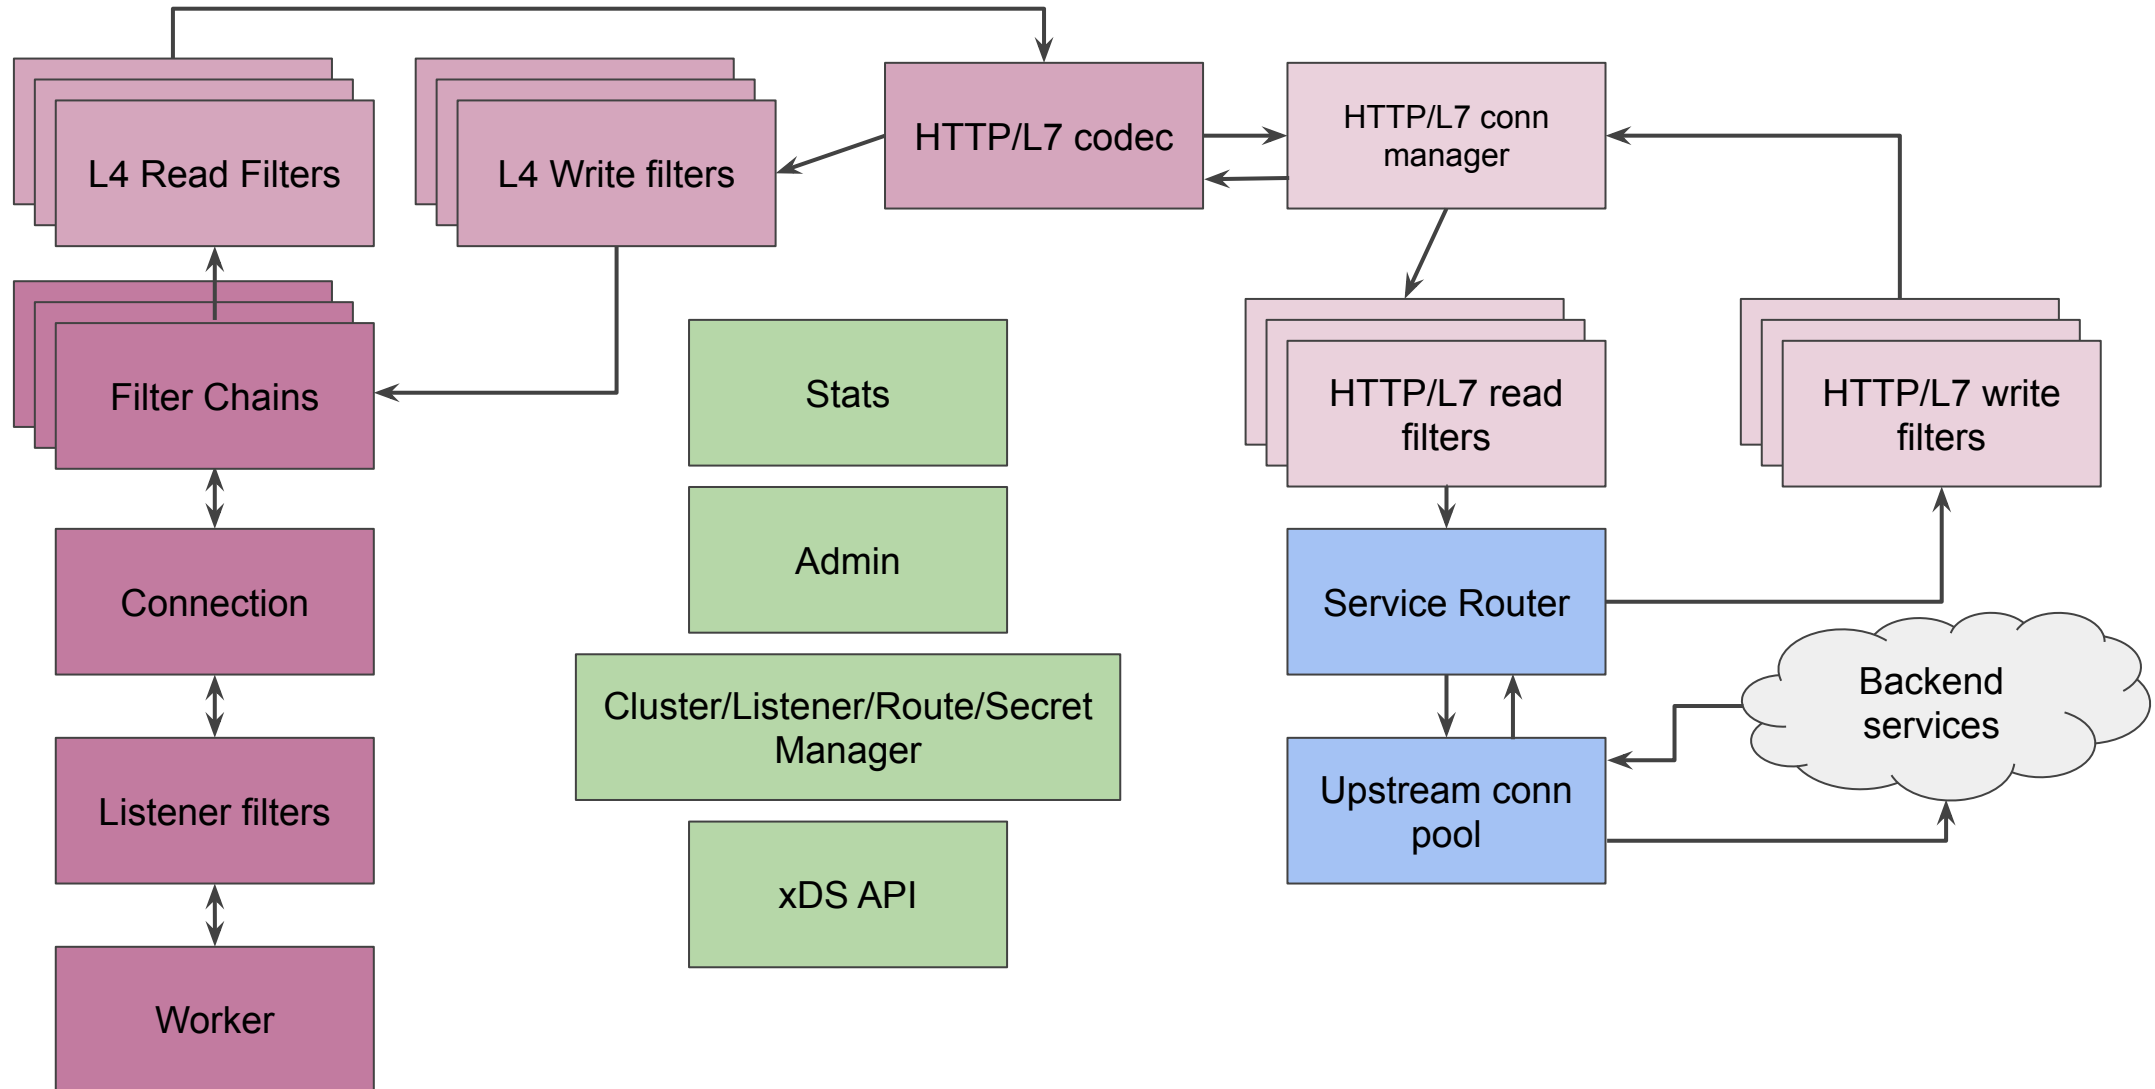 L4 Read Filters
L4 Write filters
HTTP/L7 codec
HTTP/L7 conn
manager
Filter Chains
Stats
HTTP/L7 read
filters
HTTP/L7 write
filters
Connection
Admin
Service Router
Cluster/Listener/Route/Secret
Manager
Backend
services
Listener filters
Upstream conn
pool
xDS API
Worker